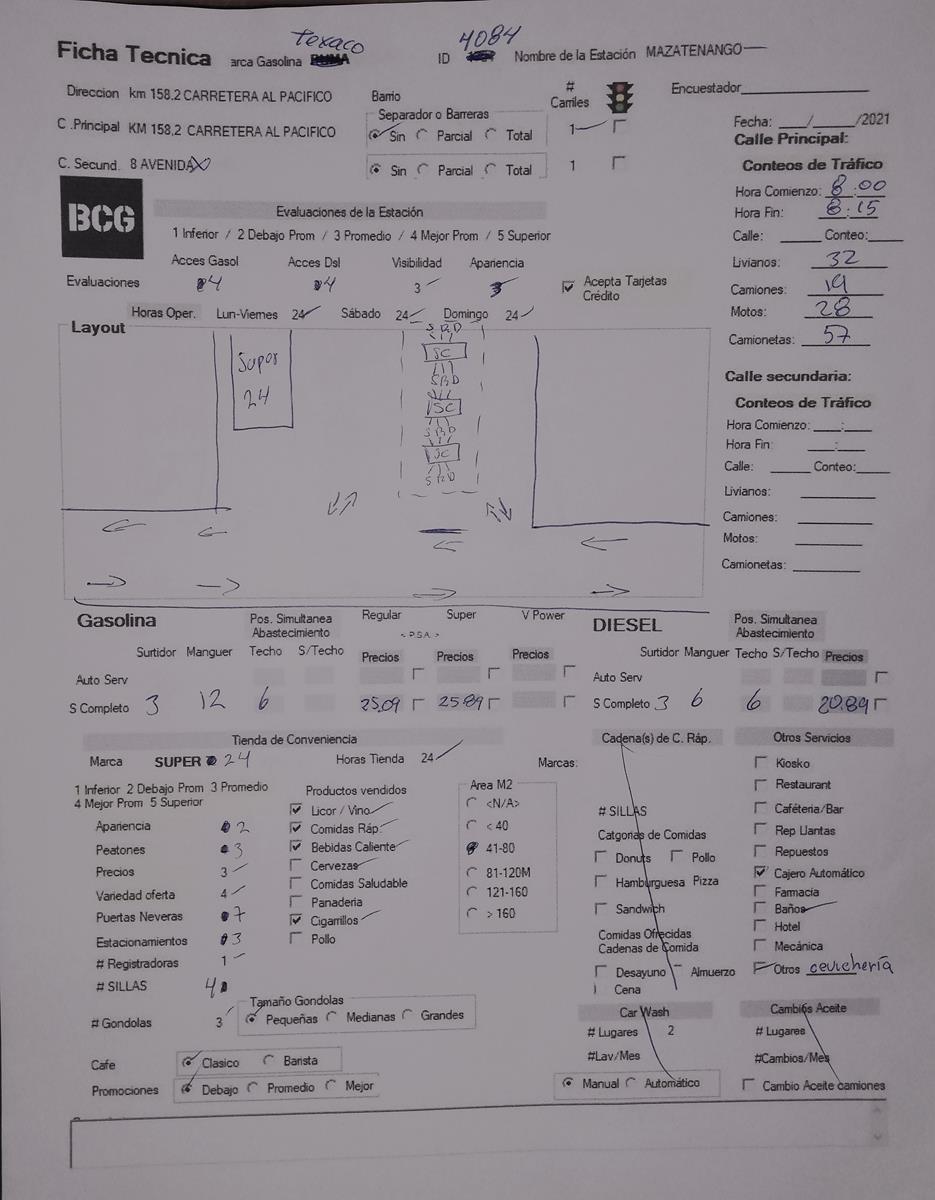 Texaco 4084
Ficha Tecnica arca Gasolina ID Nombre de la Estación MAZATENANGO
Direccion km 158.2 CARRETERA AL PACIFICO Barrio # Carriles Encuestador
Separador o Barreras
C .Principal KM 158,2 CARRETERA AL PACIFICO Sin Parcial Total 1 Fecha: __/__/2021
Calle Principal:
C. Secund. 8 AVENIDA Sin Parcial Total 1 Conteos de Tráfico
BCG
Hora Comienzo: 8:00
Evaluaciones de la Estación Hora Fin: 8:15
1 Inferior / 2 Debajo Prom / 3 Promedio / 4 Mejor Prom / 5 Superior Calle: Conteo:
Acces Gasol Acces Dsl Visibilidad Apariencia Livianos: 32
Evaluaciones 4 4 3 Acepta Tarjetas Crédito Camiones: 19
Horas Oper. Lun-Viernes 24 Sábado 24 Domingo 24 Motos: 28
Layout Camionetas: 57
Super 24
SRD
SC
SRD
SC
SRD
SC
SRD
Calle secundaria:
Conteos de Tráfico
Hora Comienzo: :
Hora Fin: :
Calle: Conteo:
Livianos:
Camiones:
Motos:
Camionetas:
Gasolina Pos. Simultanea Abastecimiento Regular Super V Power DIESEL Pos. Simultanea Abastecimiento
< P.S.A. >
Surtidor Manguer Techo S/Techo Precios Precios Precios Surtidor Manguer Techo S/Techo Precios
Auto Serv Auto Serv
S Completo 3 12 6 25.09 25.89 S Completo 3 6 6 20.89
Tienda de Conveniencia Cadena(s) de C. Ráp. Otros Servicios
Marca SUPER 24 Horas Tienda 24 Marcas: Kiosko
1 Inferior 2 Debajo Prom 3 Promedio
4 Mejor Prom 5 Superior
Apariencia 2
Peatones 3
Precios 3
Variedad oferta 4
Puertas Neveras 7
Estacionamientos 3
# Registradoras 1
# SILLAS 4
# Gondolas 3
Productos vendidos
Licor / Vino
Comidas Ráp.
Bebidas Caliente
Cervezas
Comidas Saludable
Panaderia
Cigarrillos
Pollo
Area M2
<N/A>
< 40
41-80
81-120M
121-160
> 160
Tamaño Gondolas
Pequeñas Medianas Grandes
Cafe Clasico Barista
Promociones Debajo Promedio Mejor
# SILLAS
Catgorias de Comidas
Donuts Pollo
Hamburguesa Pizza
Sandwich
Comidas Ofrecidas
Cadenas de Comida
Desayuno Almuerzo
Cena
Car Wash
# Lugares 2
#Lav/Mes
Manual Automático
Restaurant
Caféteria/Bar
Rep Llantas
Repuestos
Cajero Automático
Farmacia
Baños
Hotel
Mecánica
Otros cevichería
Cambios Aceite
# Lugares
#Cambios/Mes
Cambio Aceite camiones